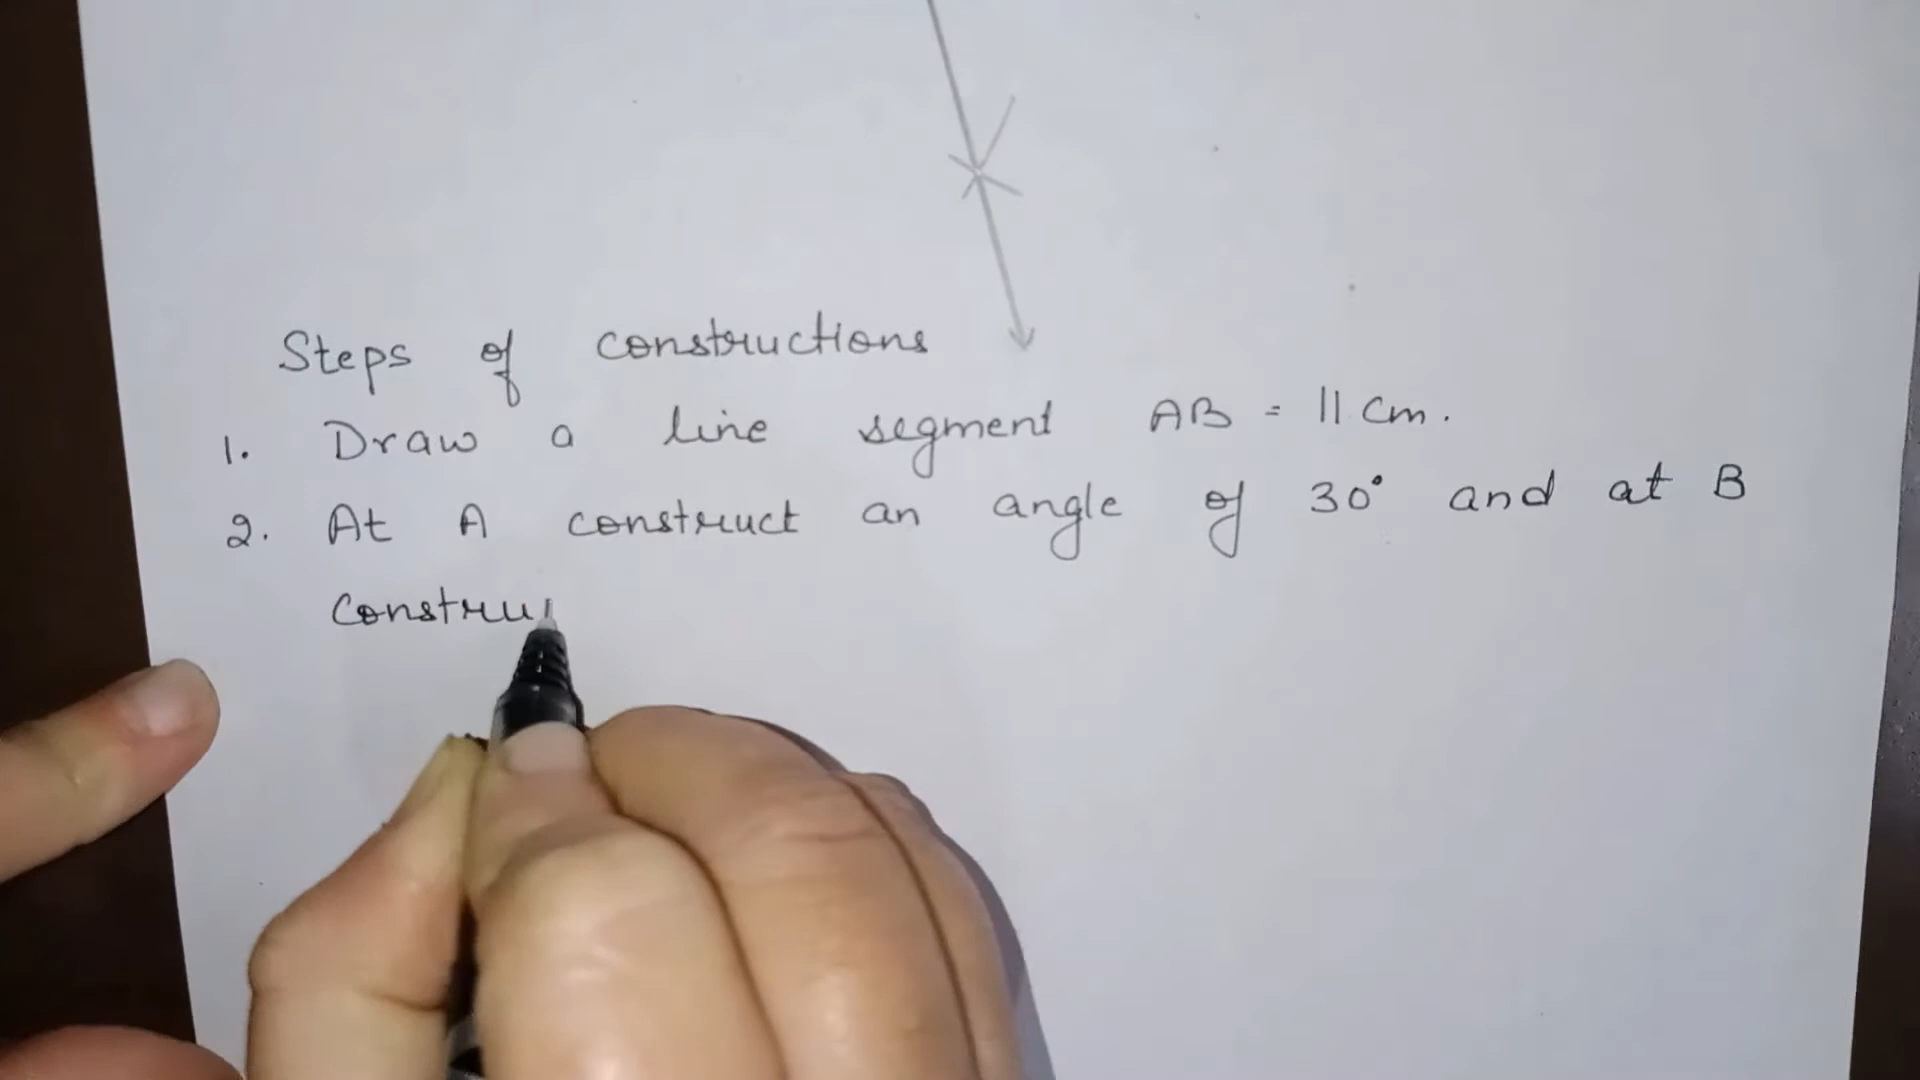 Steps of constructions
1. Draw a line segment AB = 11 cm.
2. At A construct an angle of 30° and at B
Constru